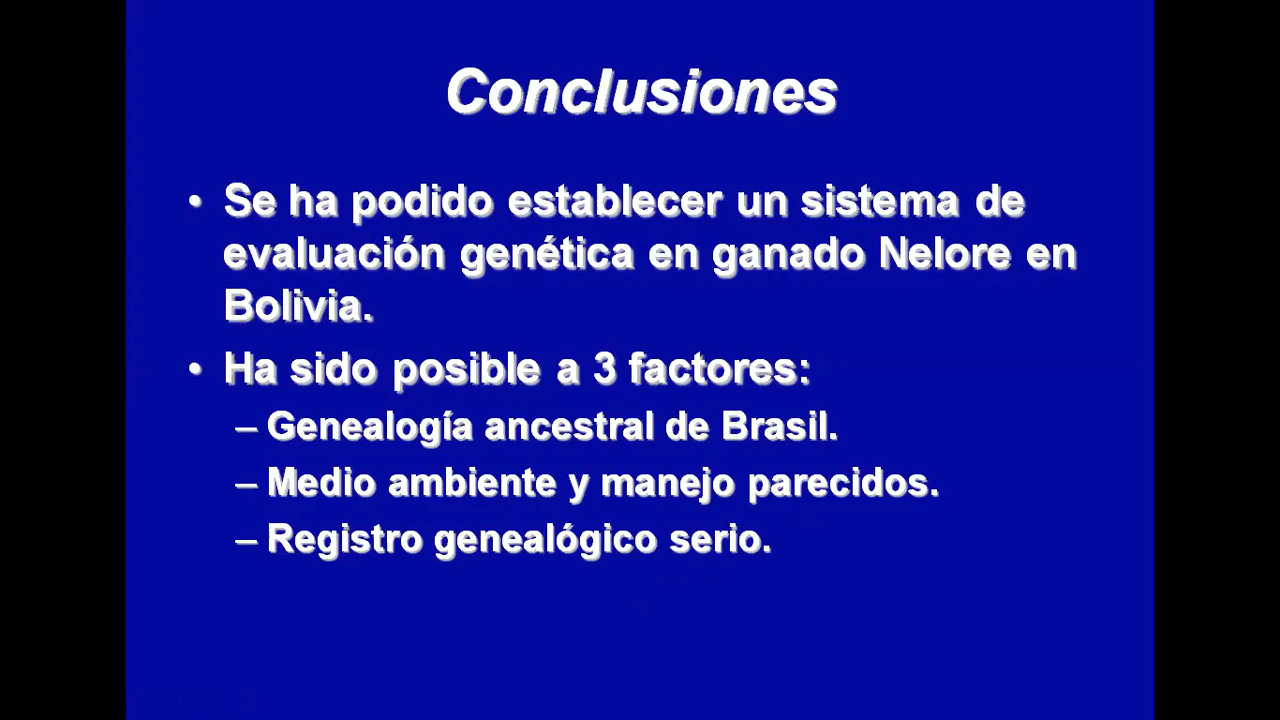 Conclusiones
• Se ha podido establecer un sistema de
evaluación genética en ganado Nelore en
Bolivia.
• Ha sido posible a 3 factores:
– Genealogía ancestral de Brasil.
– Medio ambiente y manejo parecidos.
– Registro genealógico serio.